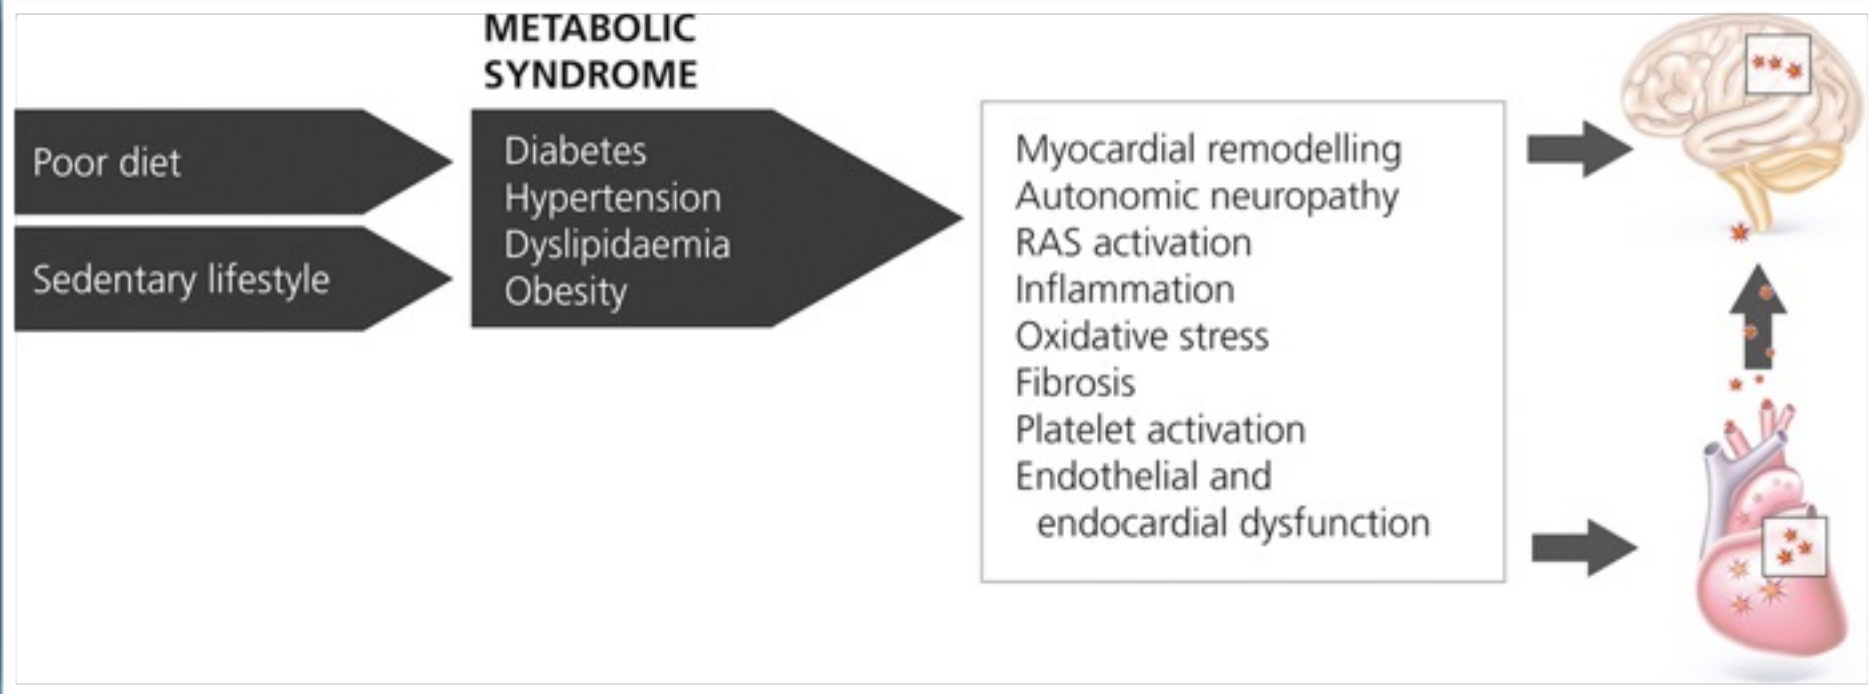 METABOLIC
SYNDROME
Poor diet
Sedentary lifestyle
Diabetes
Hypertension
Dyslipidaemia
Obesity
Myocardial remodelling
Autonomic neuropathy
RAS activation
Inflammation
Oxidative stress
Fibrosis
Platelet activation
Endothelial and
endocardial dysfunction